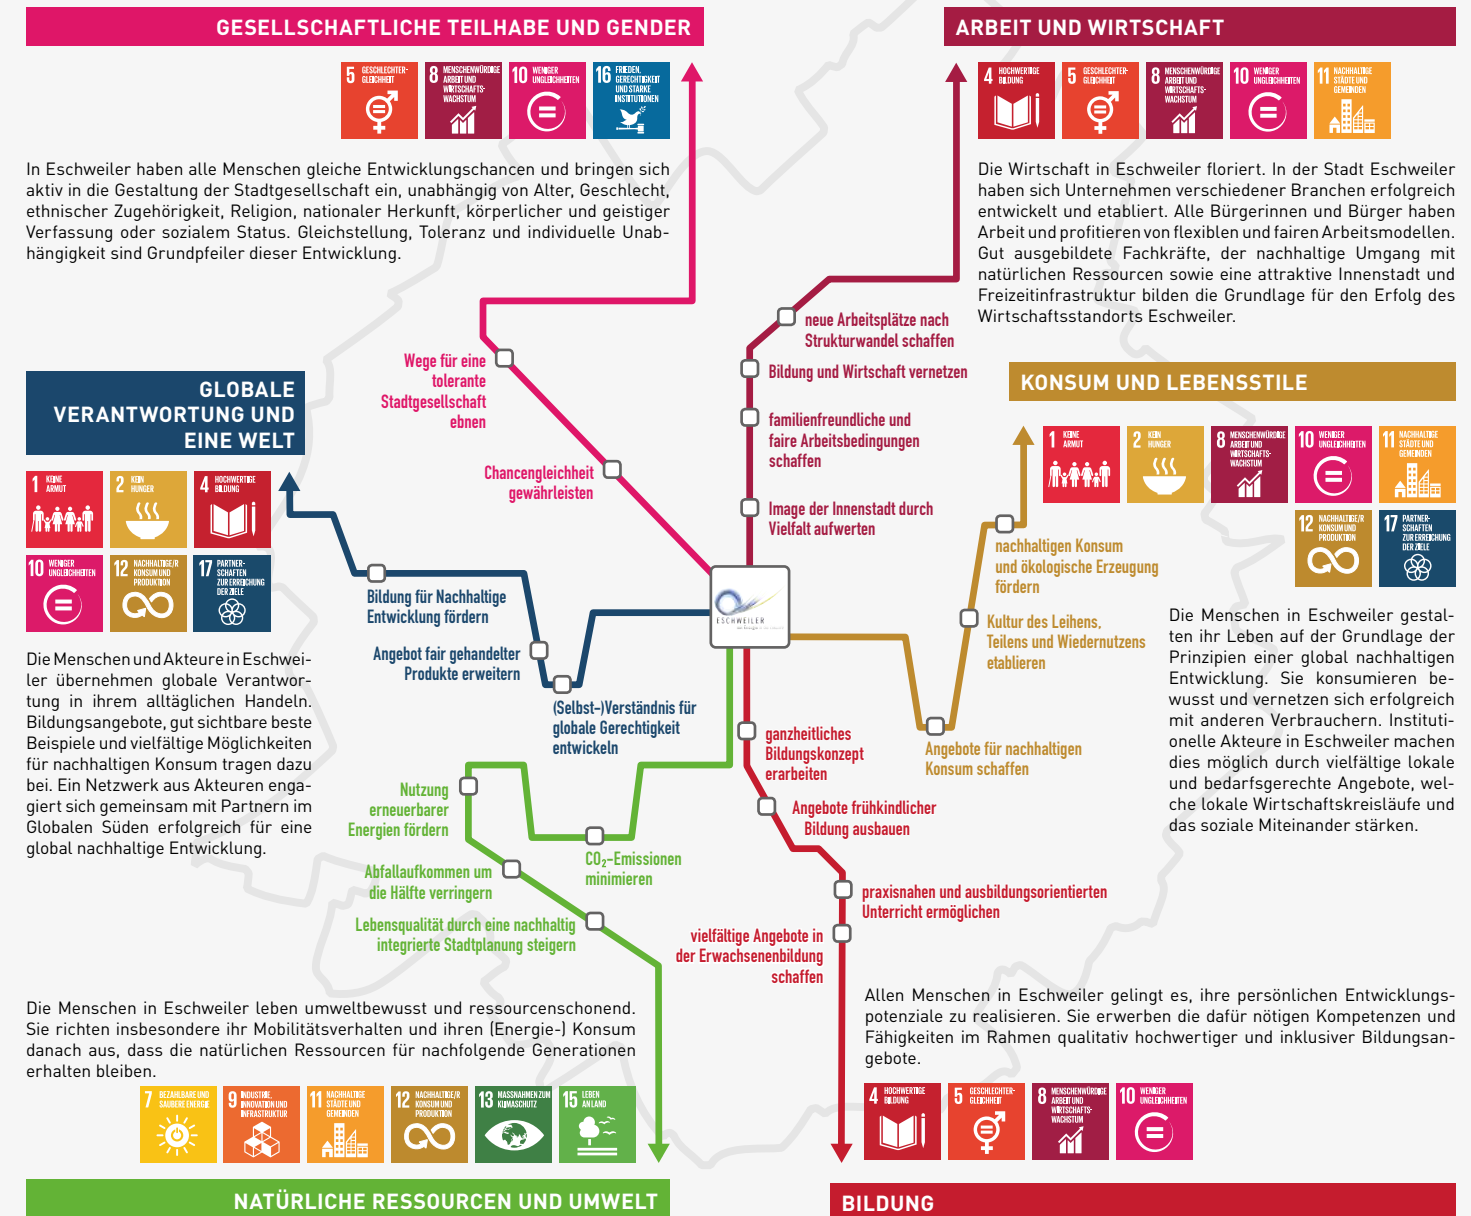 GESELLSCHAFTLICHE TEILHABE UND GENDER
5 GESCHLECHTER-
GLEICHHEIT
8 MENSCHENWÜRDIGE
ARBEIT UND
WIRTSCHAFTS-
WACHSTUM
10 WENIGER
UNGLEICHHEITEN
16 FRIEDEN,
GERECHTIGKEIT
UND STARKE
INSTITUTIONEN
In Eschweiler haben alle Menschen gleiche Entwicklungschancen und bringen sich
aktiv in die Gestaltung der Stadtgesellschaft ein, unabhängig von Alter, Geschlecht,
ethnischer Zugehörigkeit, Religion, nationaler Herkunft, körperlicher und geistiger
Verfassung oder sozialem Status. Gleichstellung, Toleranz und individuelle Unab-
hängigkeit sind Grundpfeiler dieser Entwicklung.
Wege für eine
tolerante
Stadtgesellschaft
ebnen
Chancengleichheit
gewährleisten
ARBEIT UND WIRTSCHAFT
4 HOCHWERTIGE
BILDUNG
5 GESCHLECHTER-
GLEICHHEIT
8 MENSCHENWÜRDIGE
ARBEIT UND
WIRTSCHAFTS-
WACHSTUM
10 WENIGER
UNGLEICHHEITEN
11 NACHHALTIGE
STÄDTE UND
GEMEINDEN
Die Wirtschaft in Eschweiler floriert. In der Stadt Eschweiler
haben sich Unternehmen verschiedener Branchen erfolgreich
entwickelt und etabliert. Alle Bürgerinnen und Bürger haben
Arbeit und profitieren von flexiblen und fairen Arbeitsmodellen.
Gut ausgebildete Fachkräfte, der nachhaltige Umgang mit
natürlichen Ressourcen sowie eine attraktive Innenstadt und
Freizeitinfrastruktur bilden die Grundlage für den Erfolg des
Wirtschaftsstandorts Eschweiler.
neue Arbeitsplätze nach
Strukturwandel schaffen
Bildung und Wirtschaft vernetzen
familienfreundliche und
faire Arbeitsbedingungen
schaffen
Image der Innenstadt durch
Vielfalt aufwerten
GLOBALE
VERANTWORTUNG UND
EINE WELT
1 KEINE
ARMUT
2 KEIN
HUNGER
4 HOCHWERTIGE
BILDUNG
10 WENIGER
UNGLEICHHEITEN
12 NACHHALTIGE/R
KONSUM UND
PRODUKTION
17 PARTNER-
SCHAFTEN
ZUR ERREICHUNG
DER ZIELE
Die Menschen und Akteure in Eschwei-
ler übernehmen globale Verantwor-
tung in ihrem alltäglichen Handeln.
Bildungsangebote, gut sichtbare beste
Beispiele und vielfältige Möglichkeiten
für nachhaltigen Konsum tragen dazu
bei. Ein Netzwerk aus Akteuren enga-
giert sich gemeinsam mit Partnern im
Globalen Süden erfolgreich für eine
global nachhaltige Entwicklung.
Bildung für Nachhaltige
Entwicklung fördern
Angebot fair gehandelter
Produkte erweitern
(Selbst-)Verständnis für
globale Gerechtigkeit
entwickeln
ESCHWEILER
KONSUM UND LEBENSSTILE
1 KEINE
ARMUT
2 KEIN
HUNGER
8 MENSCHENWÜRDIGE
ARBEIT UND
WIRTSCHAFTS-
WACHSTUM
10 WENIGER
UNGLEICHHEITEN
11 NACHHALTIGE
STÄDTE UND
GEMEINDEN
12 NACHHALTIGE/R
KONSUM UND
PRODUKTION
17 PARTNER-
SCHAFTEN
ZUR ERREICHUNG
DER ZIELE
Die Menschen in Eschweiler gestal-
ten ihr Leben auf der Grundlage der
Prinzipien einer global nachhaltigen
Entwicklung. Sie konsumieren be-
wusst und vernetzen sich erfolgreich
mit anderen Verbrauchern. Instituti-
onelle Akteure in Eschweiler machen
dies möglich durch vielfältige lokale
und bedarfsgerechte Angebote, wel-
che lokale Wirtschaftskreisläufe und
das soziale Miteinander stärken.
nachhaltigen Konsum
und ökologische Erzeugung
fördern
Kultur des Leihens,
Teilens und Wiedernutzens
etablieren
Angebote für nachhaltigen
Konsum schaffen
Nutzung
erneuerbarer
Energien fördern
CO₂-Emissionen
minimieren
Abfallaufkommen um
die Hälfte verringern
Lebensqualität durch eine nachhaltig
integrierte Stadtplanung steigern
Die Menschen in Eschweiler leben umweltbewusst und ressourcenschonend.
Sie richten insbesondere ihr Mobilitätsverhalten und ihren (Energie-) Konsum
danach aus, dass die natürlichen Ressourcen für nachfolgende Generationen
erhalten bleiben.
7 BEZAHLBARE UND
SAUBERE ENERGIE
9 INDUSTRIE,
INNOVATION UND
INFRASTRUKTUR
11 NACHHALTIGE
STÄDTE UND
GEMEINDEN
12 NACHHALTIGE/R
KONSUM UND
PRODUKTION
13 MASSNAHMEN ZUM
KLIMASCHUTZ
15 LEBEN
AN LAND
NATÜRLICHE RESSOURCEN UND UMWELT
ganzheitliches
Bildungskonzept
erarbeiten
Angebote frühkindlicher
Bildung ausbauen
praxisnahen und ausbildungsorientierten
Unterricht ermöglichen
vielfältige Angebote in
der Erwachsenenbildung
schaffen
Allen Menschen in Eschweiler gelingt es, ihre persönlichen Entwicklungs-
potenziale zu realisieren. Sie erwerben die dafür nötigen Kompetenzen und
Fähigkeiten im Rahmen qualitativ hochwertiger und inklusiver Bildungsan-
gebote.
4 HOCHWERTIGE
BILDUNG
5 GESCHLECHTER-
GLEICHHEIT
8 MENSCHENWÜRDIGE
ARBEIT UND
WIRTSCHAFTS-
WACHSTUM
10 WENIGER
UNGLEICHHEITEN
BILDUNG